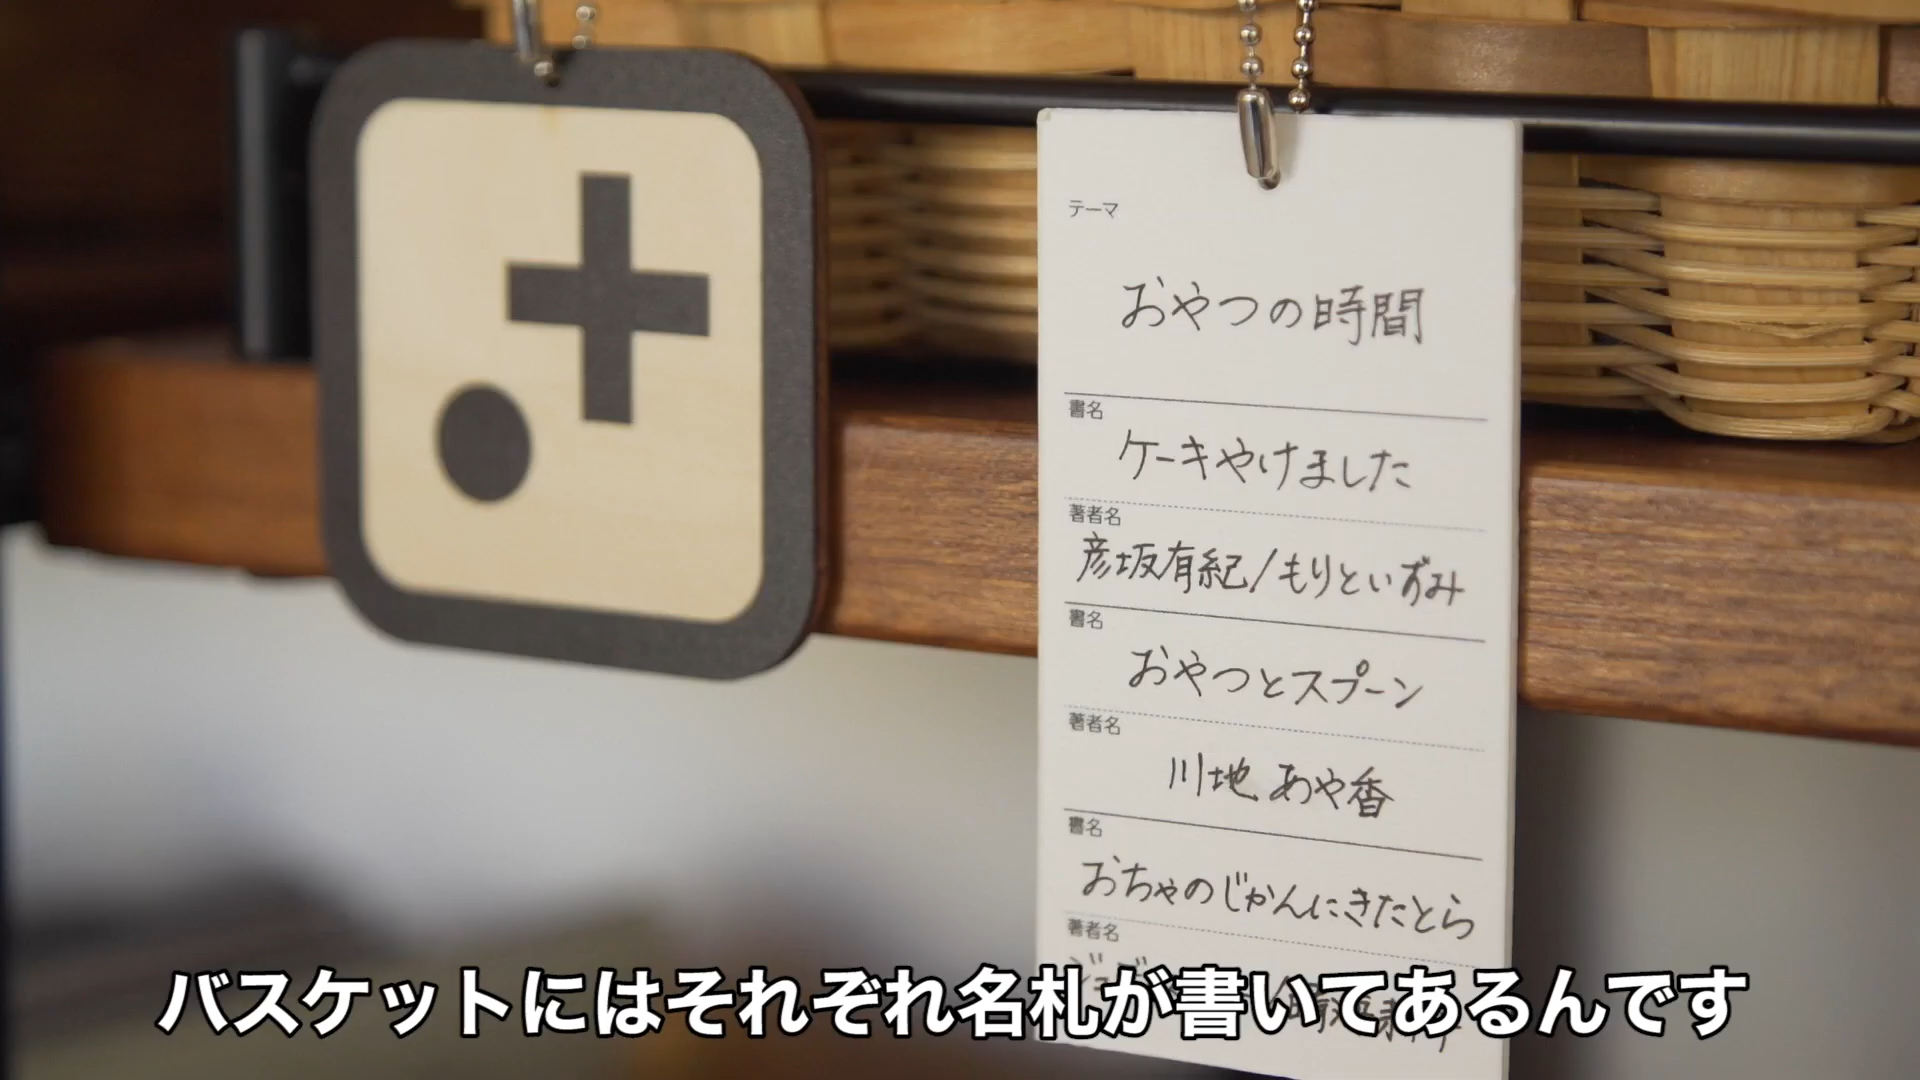 テーマ
おやつの時間
書名
ケーキやけました
著者名
彦坂有紀/もりといずみ
書名
おやつとスプーン
著者名
川地 あや香
書名
おちゃのじかんにきたとら
著者名
バスケットにはそれぞれ名札が書いてあるんです